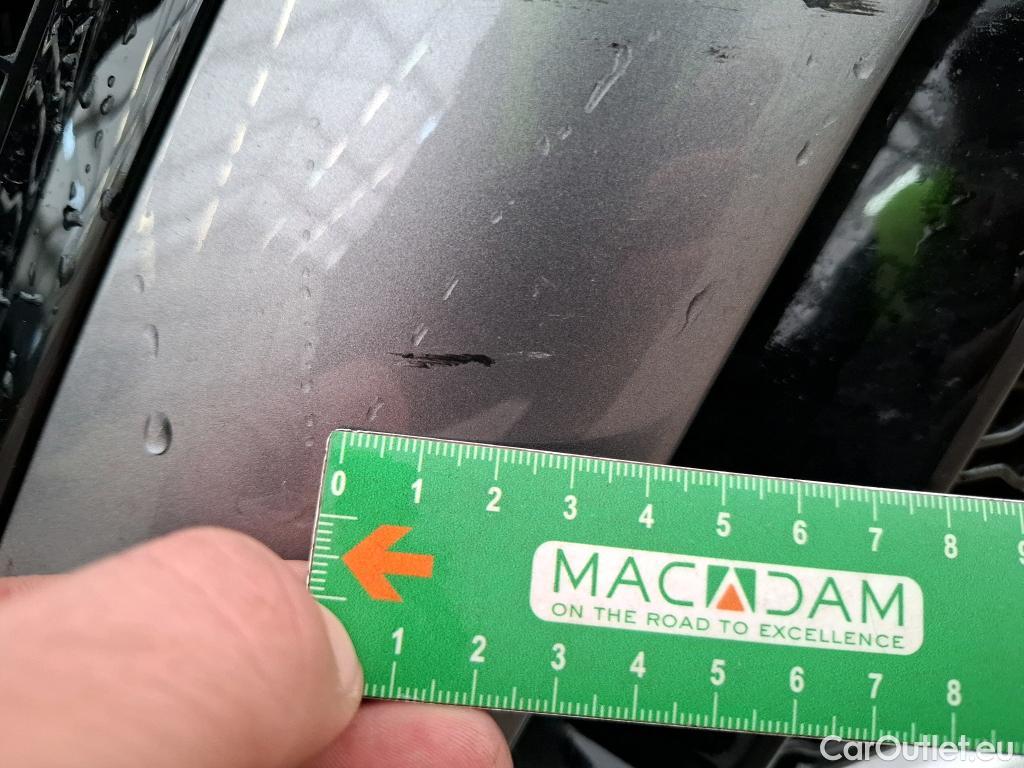 0 1 2 3 4 5 6 7 8 9
MACADAM
ON THE ROAD TO EXCELLENCE
1 2 3 4 5 6 7 8
CarOutlet.eu